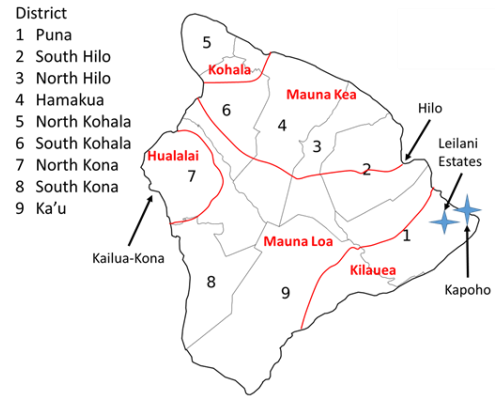 District
1 Puna
2 South Hilo
3 North Hilo
4 Hamakua
5 North Kohala
6 South Kohala
7 North Kona
8 South Kona
9 Ka’u
5
Kohala
Mauna Kea
6
4
Hilo
3
Leilani
Estates
Hualalai
2
7
1
Mauna Loa
Kailua-Kona
Kilauea
8
9
Kapoho